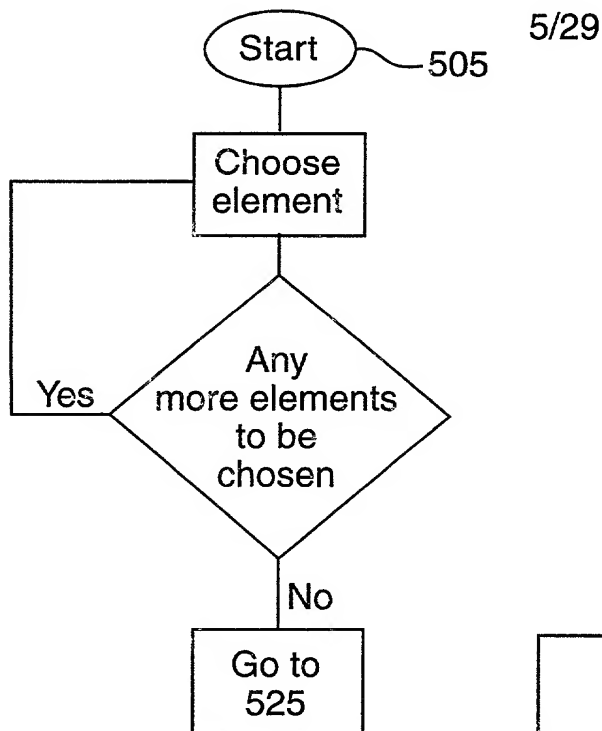 5/29
Start
505
Choose
element
Any
more elements
to be
chosen
Yes
No
Go to
525